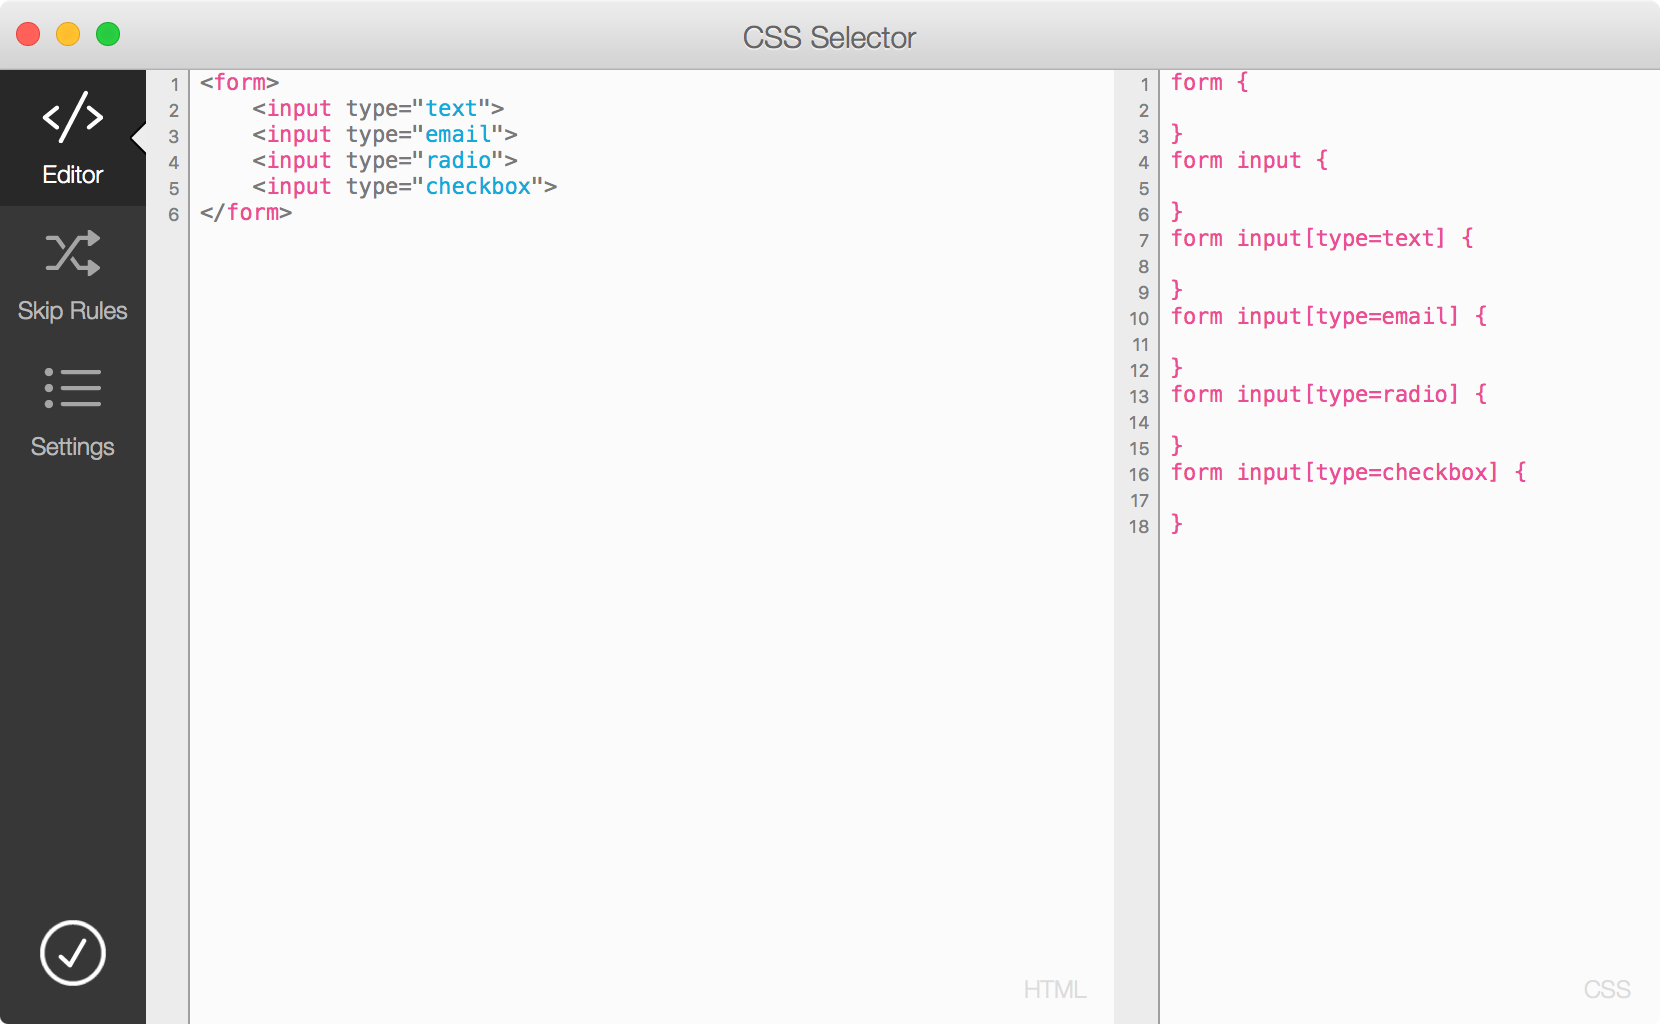 CSS Selector
Editor
Skip Rules
Settings
1 <form>
2     <input type="text">
3     <input type="email">
4     <input type="radio">
5     <input type="checkbox">
6 </form>
HTML
1 form {
2
3 }
4 form input {
5
6 }
7 form input[type=text] {
8
9 }
10 form input[type=email] {
11
12 }
13 form input[type=radio] {
14
15 }
16 form input[type=checkbox] {
17
18 }
CSS